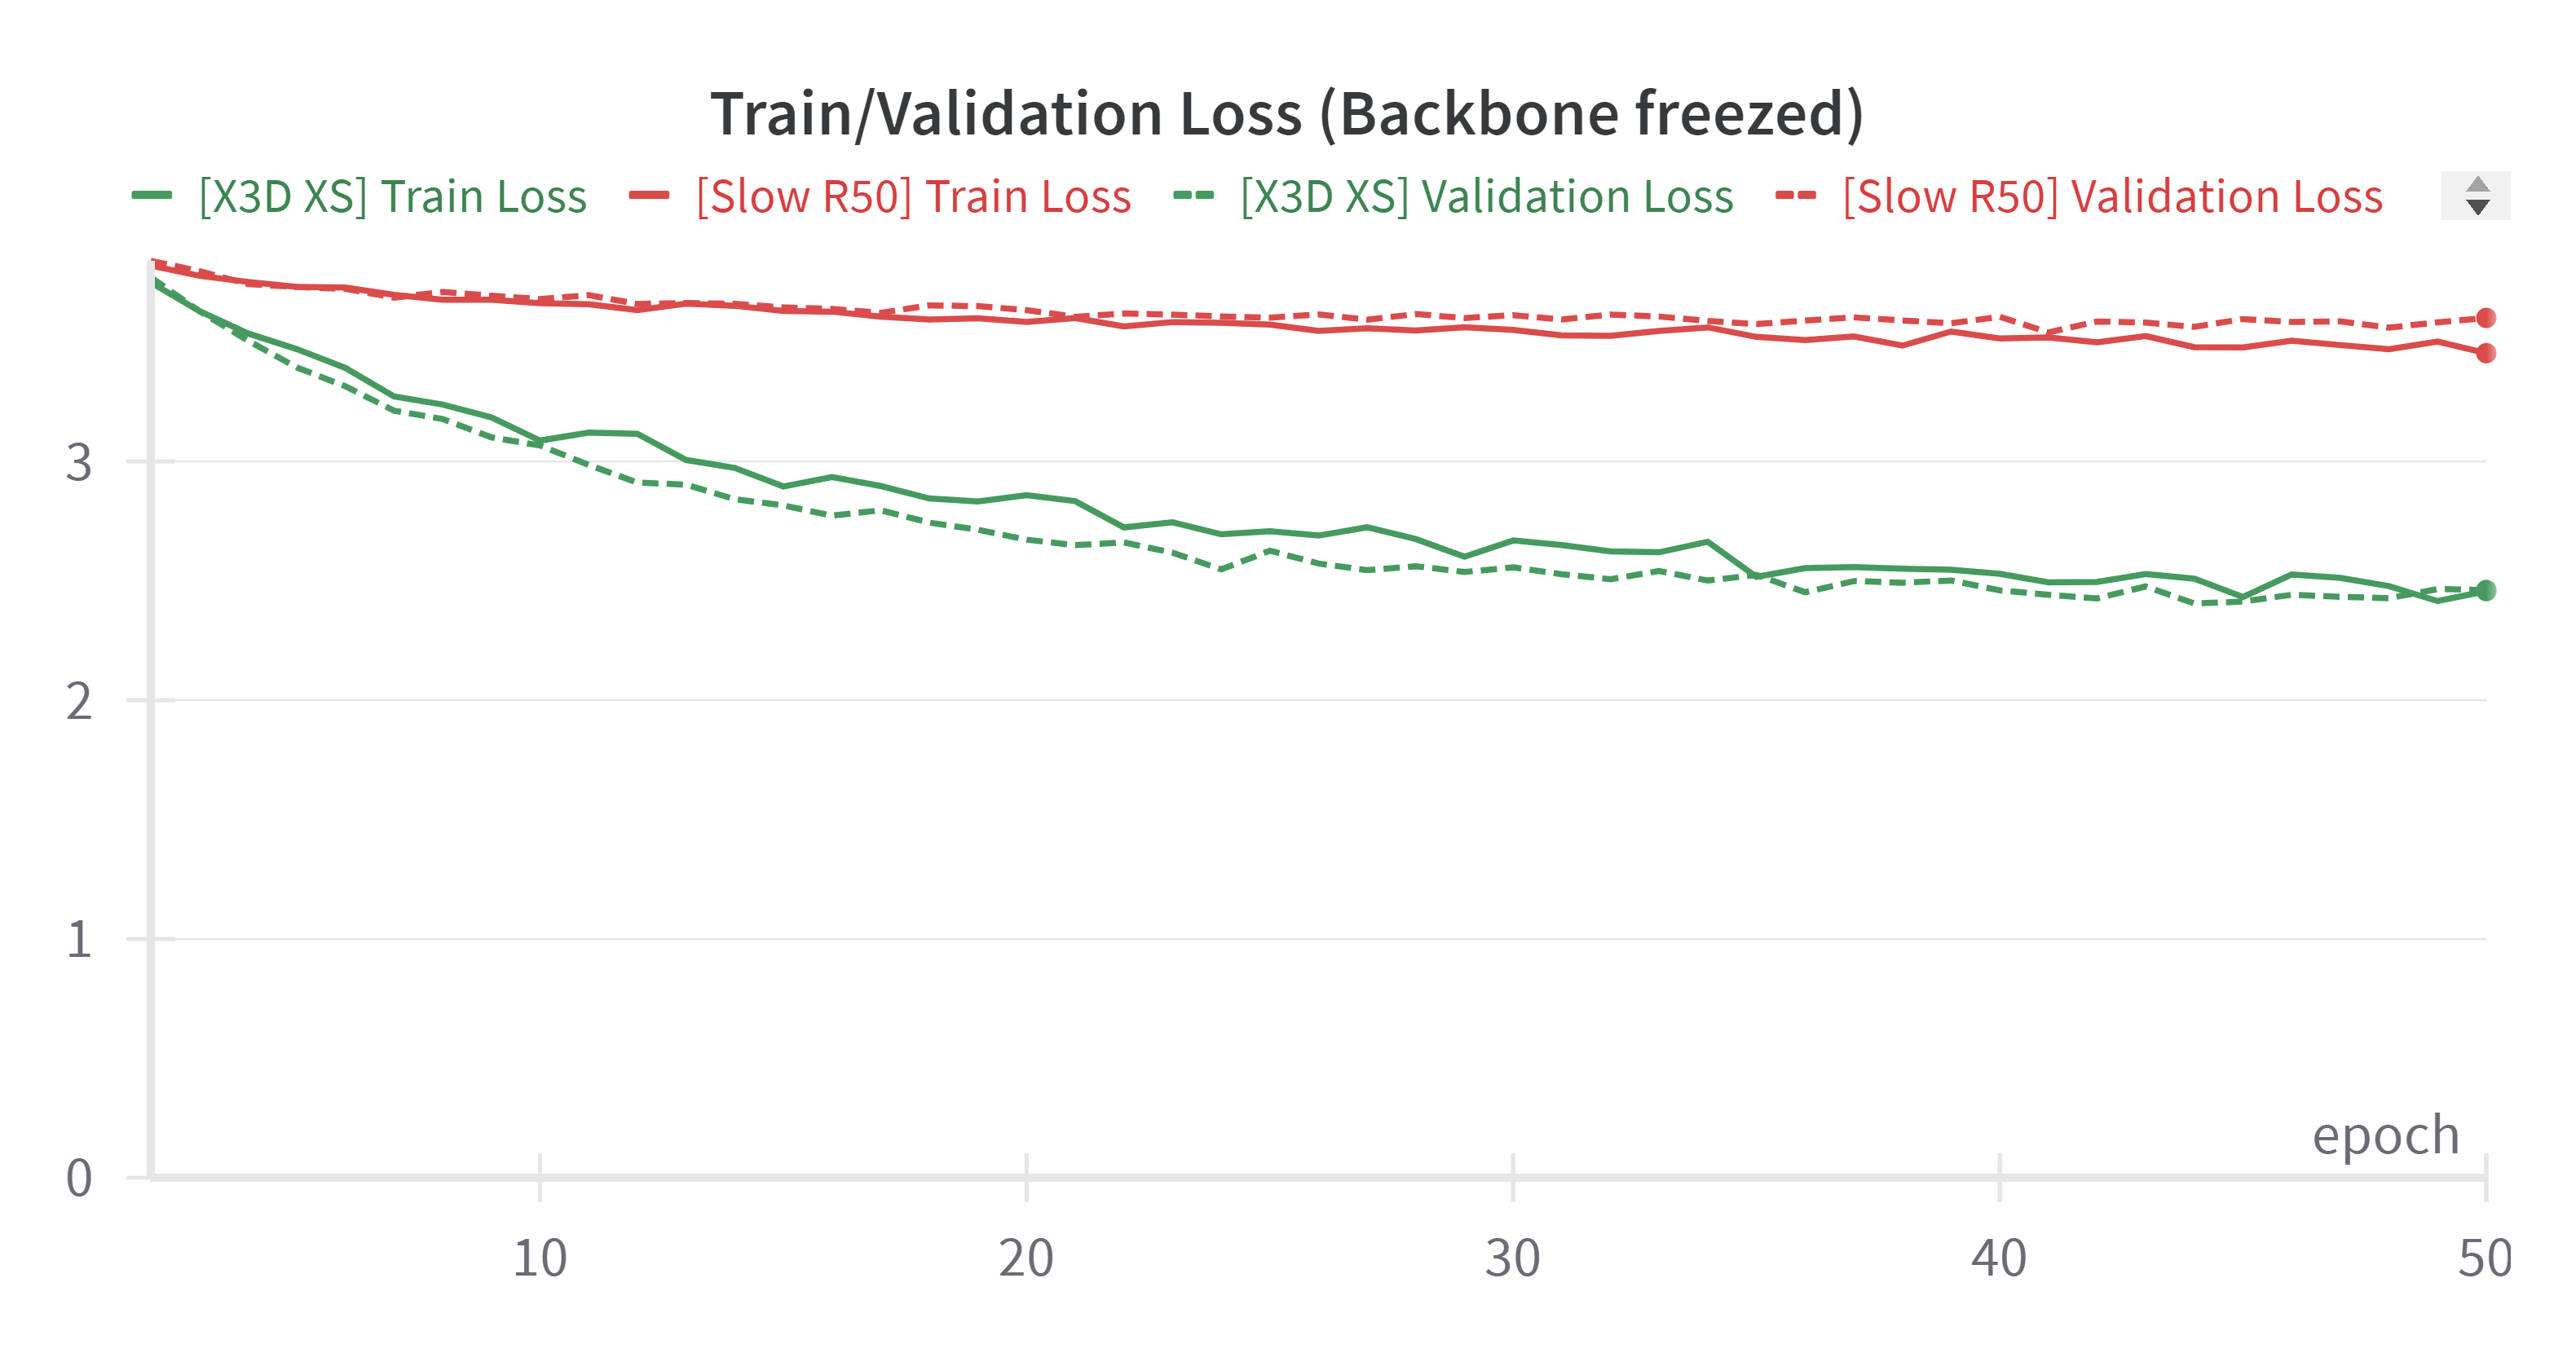 Train/Validation Loss (Backbone freezed)
[X3D XS] Train Loss [Slow R50] Train Loss [X3D XS] Validation Loss [Slow R50] Validation Loss
3
2
1
0
epoch
10 20 30 40 50